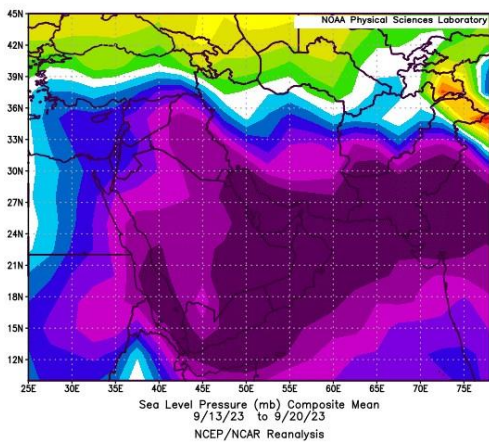 NOAA Physical Sciences Laboratory
45N
42N
39N
36N
33N
30N
27N
24N
21N
18N
15N
12N
25E 30E 35E 40E 45E 50E 55E 60E 65E 70E 75E
Sea Level Pressure (mb) Composite Mean
9/13/23 to 9/20/23
NCEP/NCAR Reanalysis